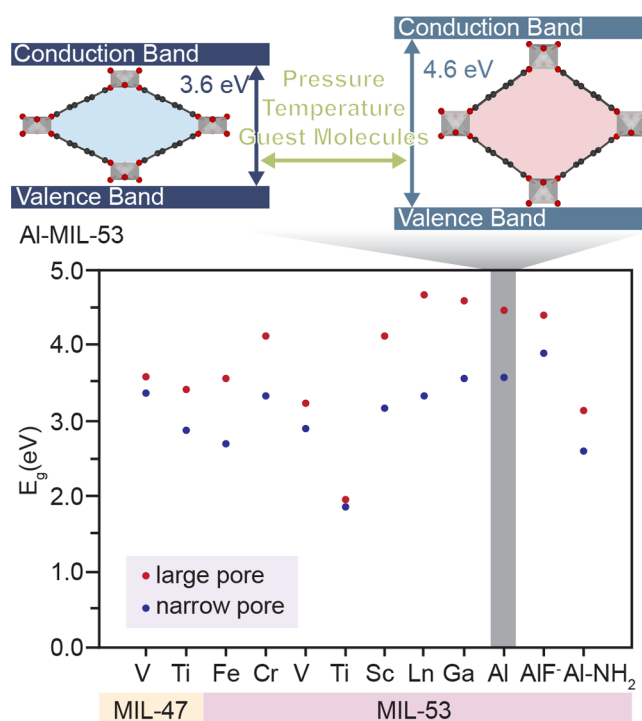 Conduction Band
3.6 eV
Valence Band
Al-MIL-53
Pressure
Temperature
Guest Molecules
Conduction Band
4.6 eV
Valence Band
E_g(eV)
5.0
4.0
3.0
2.0
1.0
0.0
large pore
narrow pore
V Ti Fe Cr V Ti Sc Ln Ga Al AlF⁻ Al-NH₂
MIL-47 MIL-53